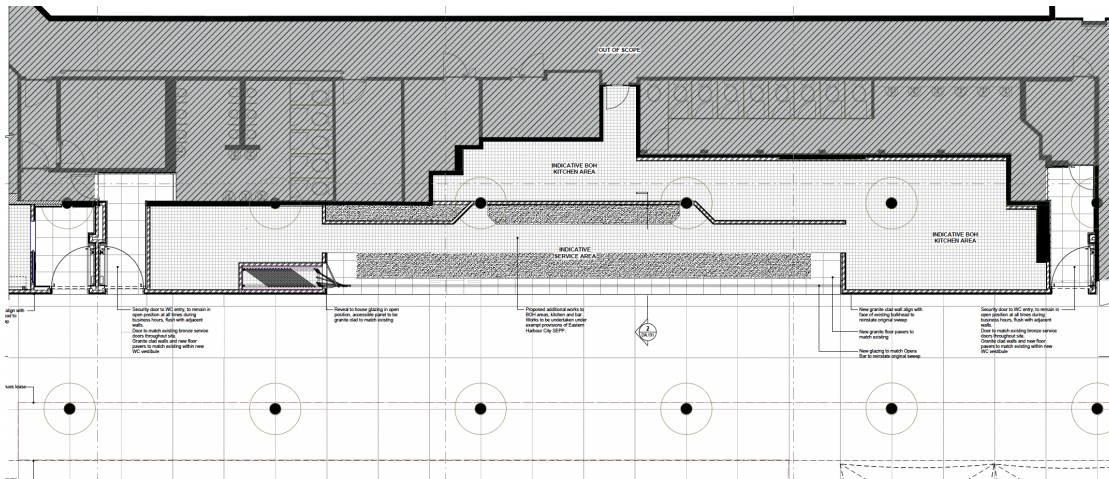 OUT OF SCOPE
INDICATIVE BOH
KITCHEN AREA
INDICATIVE BOH
KITCHEN AREA
INDICATIVE
SERVICE AREA
align with
Security door to WC entry, to remain in
open position at all times during
business hours, flush with adjacent
walls.
Door to match existing bronze service
doors throughout site.
Granite clad walls and new floor
pavers to match existing within new
WC vestibule
Reveal to house glazing in open
position, accessible panel to be
granite clad to match existing
Proposed additional works to
BOH areas, kitchen and bar.
Works to be undertaken under
exempt provisions of Eastern
Harbour City SEPP.
2
New granite clad wall align with
face of existing bulkhead to
reinstate original sweep
New granite floor pavers to
match existing
New glazing to match Opera
Bar to reinstate original sweep
Security door to WC entry, to remain in
open position at all times during
business hours, flush with adjacent
walls.
Door to match existing bronze service
doors throughout site.
Granite clad walls and new floor
pavers to match existing within new
WC vestibule
lease